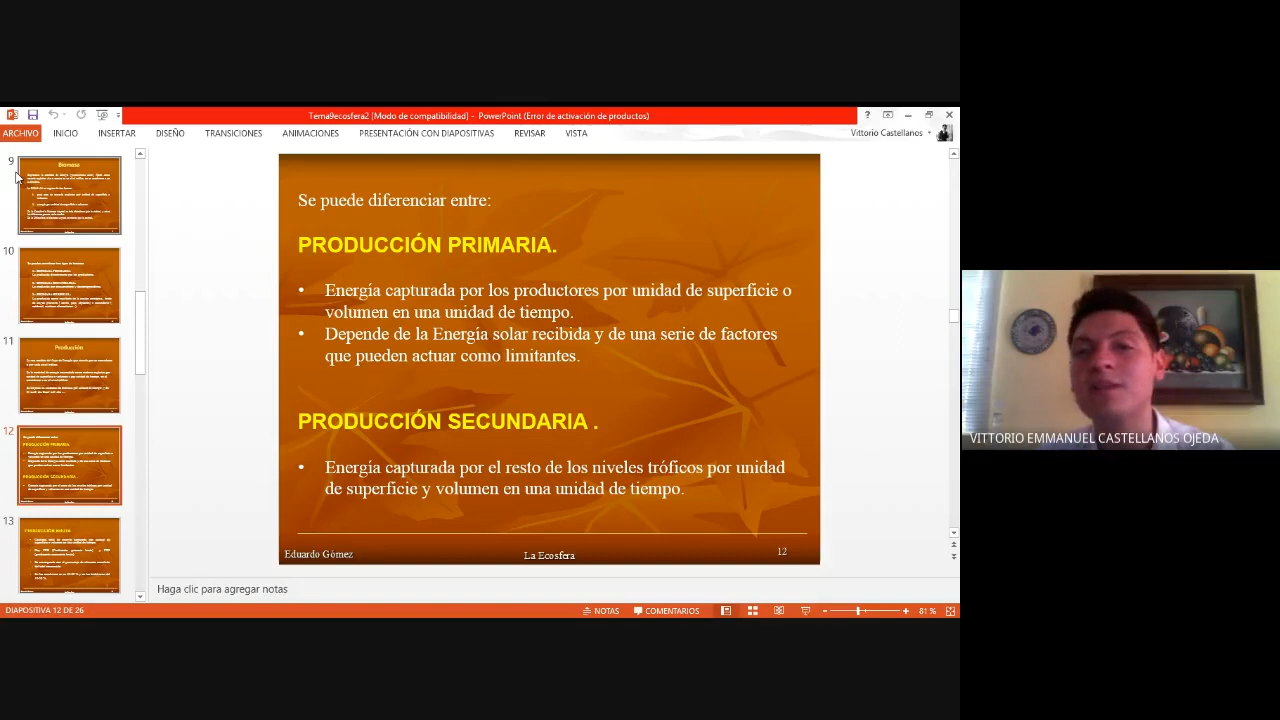 Tema9ecosfera2 [Modo de compatibilidad] - PowerPoint (Error de activación de productos)
ARCHIVO INICIO INSERTAR DISEÑO TRANSICIONES ANIMACIONES PRESENTACIÓN CON DIAPOSITIVAS REVISAR VISTA Vittorio Castellanos
9
Biomasa
10
11
Producción
12
13
Se puede diferenciar entre:
PRODUCCIÓN PRIMARIA.
• Energía capturada por los productores por unidad de superficie o
volumen en una unidad de tiempo.
• Depende de la Energía solar recibida y de una serie de factores
que pueden actuar como limitantes.
PRODUCCIÓN SECUNDARIA .
• Energía capturada por el resto de los niveles tróficos por unidad
de superficie y volumen en una unidad de tiempo.
Eduardo Gómez La Ecosfera 12
VITTORIO EMMANUEL CASTELLANOS OJEDA
Haga clic para agregar notas
DIAPOSITIVA 12 DE 26 NOTAS COMENTARIOS 81 %